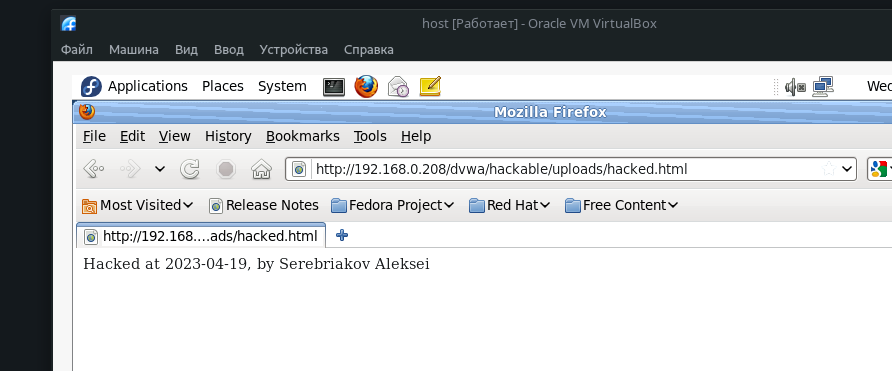 host [Работает] - Oracle VM VirtualBox
Файл Машина Вид Ввод Устройства Справка
Applications Places System Wed
Mozilla Firefox
File Edit View History Bookmarks Tools Help
http://192.168.0.208/dvwa/hackable/uploads/hacked.html
Most Visited Release Notes Fedora Project Red Hat Free Content
http://192.168....ads/hacked.html
Hacked at 2023-04-19, by Serebriakov Aleksei